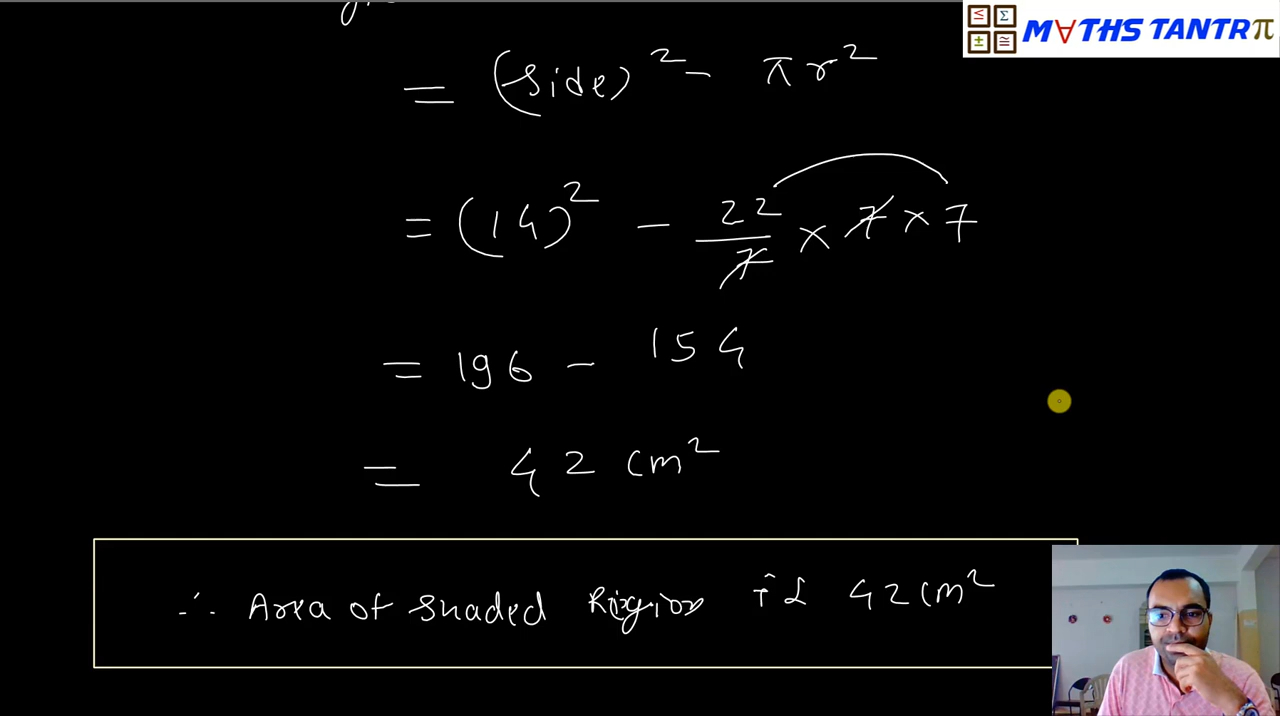 ≤ Σ ± ≅ M∀THS TANTRπ
= (Side)² - πr²
= (14)² - 22/7 × 7 × 7
= 196 - 154
= 42 cm²
∴ Area of Shaded Region is 42 cm²